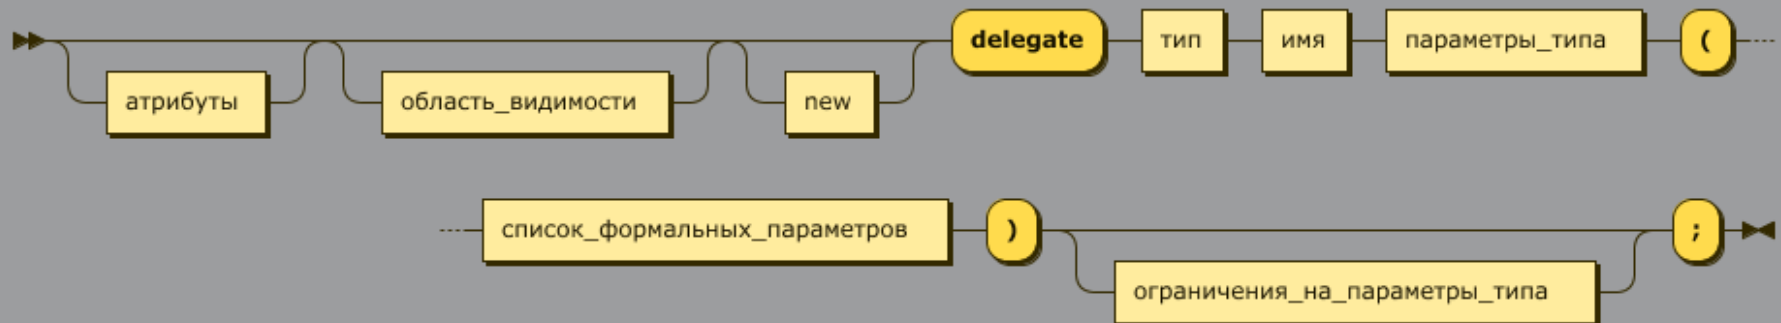 delegate тип имя параметры_типа (
атрибуты область_видимости new
список_формальных_параметров ) ;
ограничения_на_параметры_типа